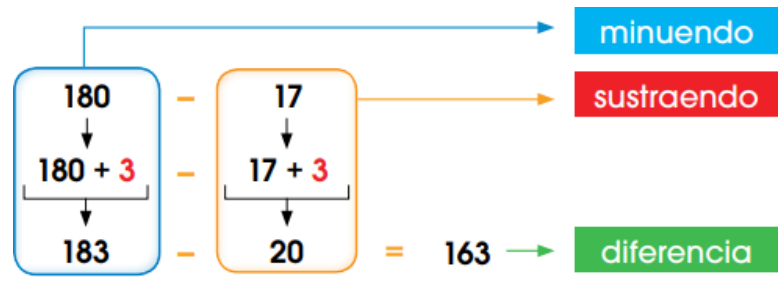 minuendo
180 – 17 sustraendo
180 + 3 – 17 + 3
183 – 20 = 163 diferencia